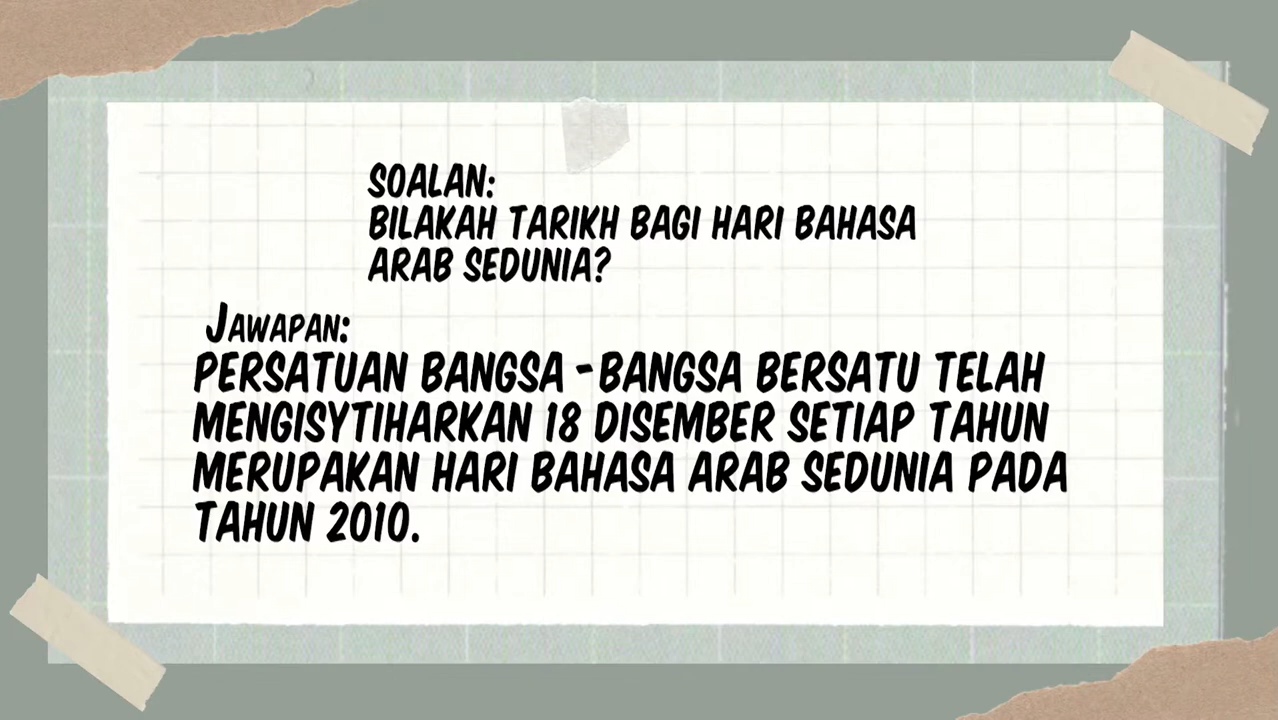 SOALAN:
BILAKAH TARIKH BAGI HARI BAHASA
ARAB SEDUNIA?
JAWAPAN:
PERSATUAN BANGSA -BANGSA BERSATU TELAH
MENGISYTIHARKAN 18 DISEMBER SETIAP TAHUN
MERUPAKAN HARI BAHASA ARAB SEDUNIA PADA
TAHUN 2010.